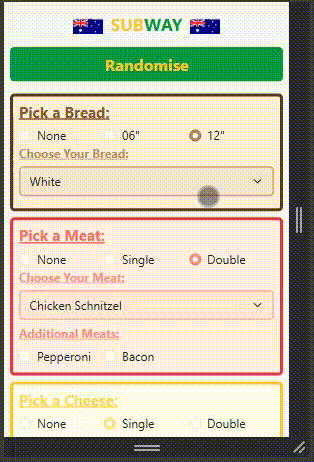 SUBWAY
Randomise
Pick a Bread:
None 06" 12"
Choose Your Bread:
White
Pick a Meat:
None Single Double
Choose Your Meat:
Chicken Schnitzel
Additional Meats:
Pepperoni Bacon
Pick a Cheese:
None Single Double